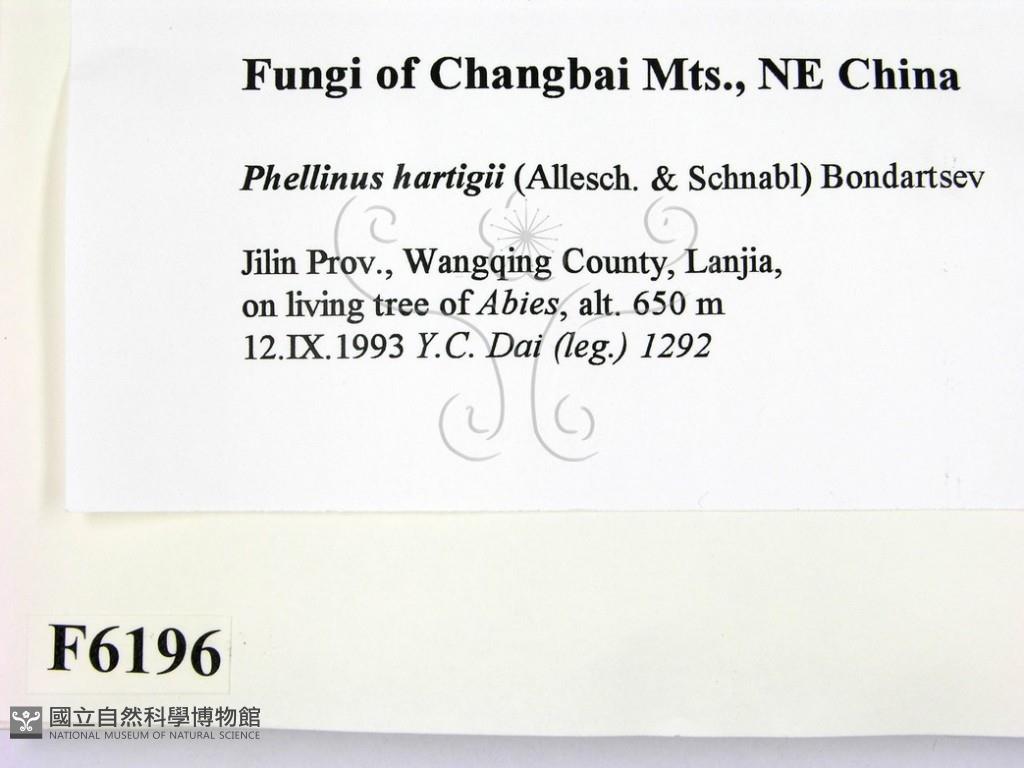 Fungi of Changbai Mts., NE China
Phellinus hartigii (Allesch. & Schnabl) Bondartsev
Jilin Prov., Wangqing County, Lanjia,
on living tree of Abies, alt. 650 m
12.IX.1993 Y.C. Dai (leg.) 1292
F6196
國立自然科學博物館
NATIONAL MUSEUM OF NATURAL SCIENCE